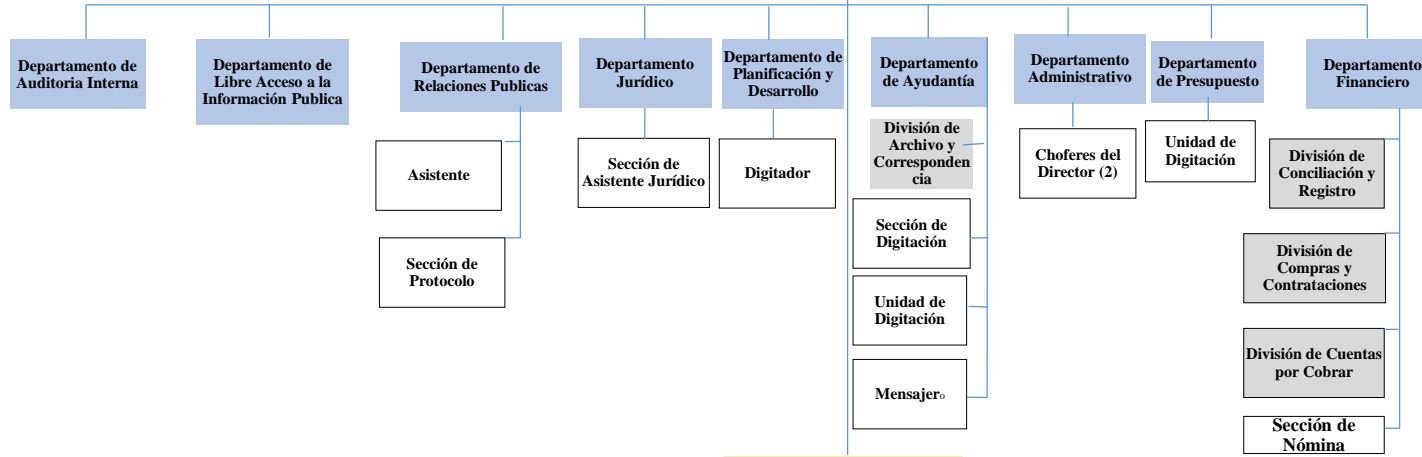 Departamento de
Auditoria Interna
Departamento de
Libre Acceso a la
Información Publica
Departamento de
Relaciones Publicas
Departamento
Jurídico
Departamento de
Planificación y
Desarrollo
Departamento
de Ayudantía
Departamento
Administrativo
Departamento
de Presupuesto
Departamento
Financiero
Asistente
Sección de
Protocolo
Sección de
Asistente Jurídico
Digitador
División de
Archivo y
Corresponden
cia
Sección de
Digitación
Unidad de
Digitación
Mensajero
Choferes del
Director (2)
Unidad de
Digitación
División de
Conciliación y
Registro
División de
Compras y
Contrataciones
División de Cuentas
por Cobrar
Sección de
Nómina